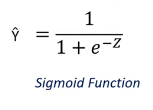 Ŷ = 1 / (1 + e^{-Z})
Sigmoid Function